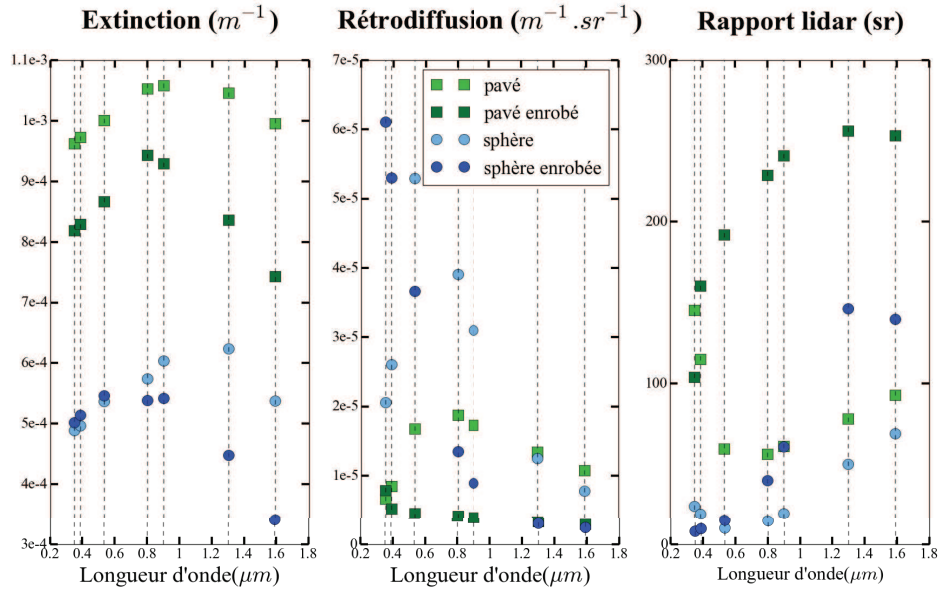 Extinction (m⁻¹)
Rétrodiffusion (m⁻¹.sr⁻¹)
Rapport lidar (sr)
1.1e-3
1e-3
9e-4
8e-4
7e-4
6e-4
5e-4
4e-4
3e-4
0.2 0.4 0.6 0.8 1 1.2 1.4 1.6 1.8
Longueur d'onde(μm)
6e-5
5e-5
4e-5
3e-5
2e-5
1e-5
0
0.2 0.4 0.6 0.8 1 1.2 1.4 1.6 1.8
Longueur d'onde(μm)
pavé
pavé enrobé
sphère
sphère enrobée
300
200
100
0
0.2 0.4 0.6 0.8 1 1.2 1.4 1.6 1.8
Longueur d'onde(μm)